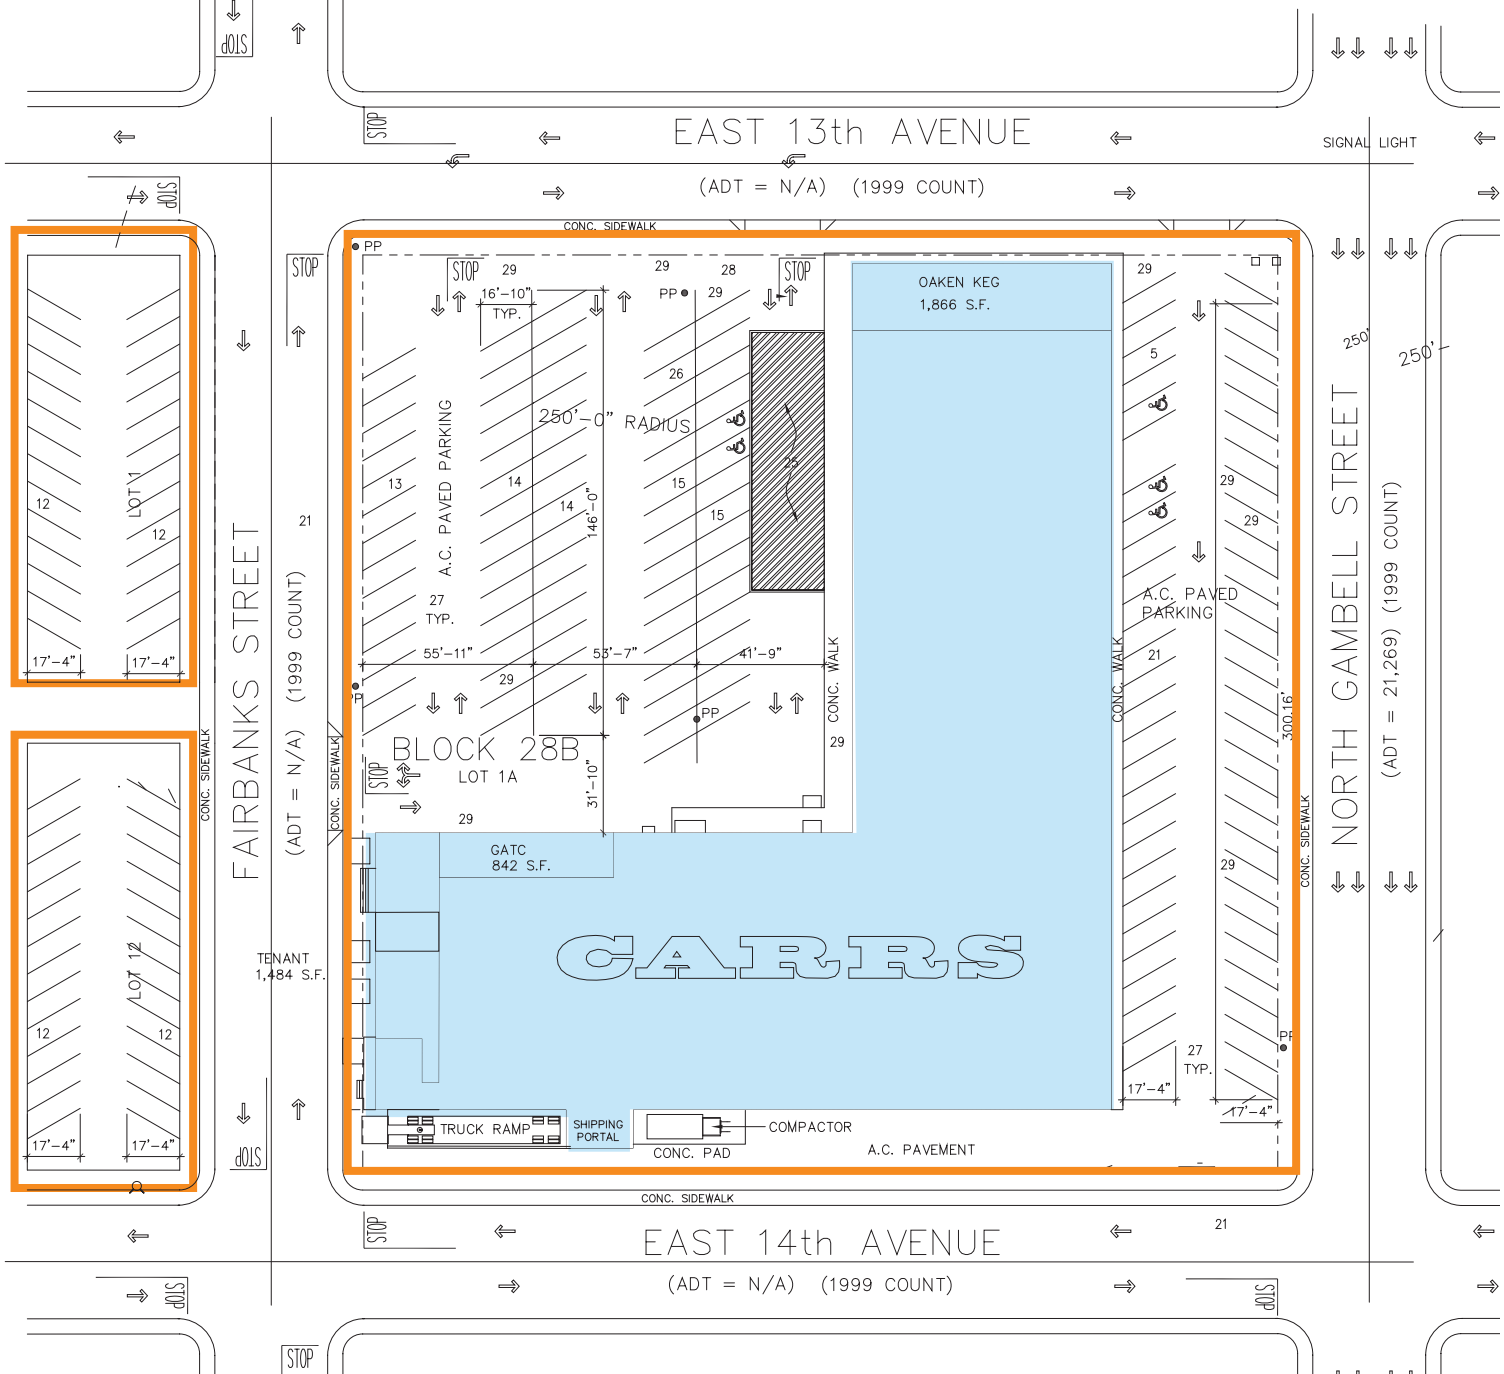 STOP
STOP
EAST 13th AVENUE
SIGNAL LIGHT
(ADT = N/A) (1999 COUNT)
STOP
CONC. SIDEWALK
PP
STOP
STOP
29
29
28
STOP
29
OAKEN KEG
1,866 S.F.
16'-10"
TYP.
PP
29
250'
250'-
5
26
250'-0" RADIUS
A.C. PAVED PARKING
LOT 1
12
12
13
14
14
146'-0"
15
15
25
29
29
21
FAIRBANKS STREET
(ADT = N/A) (1999 COUNT)
NORTH GAMBELL STREET
(ADT = 21,269) (1999 COUNT)
27
TYP.
A.C. PAVED
PARKING
17'-4"
17'-4"
55'-11"
53'-7"
41'-9"
CONC. WALK
CONC. WALK
21
29
PP
PP
300.16'
CONC. SIDEWALK
CONC. SIDEWALK
BLOCK 28B
LOT 1A
29
STOP
31'-10"
29
CONC. SIDEWALK
GATC
842 S.F.
29
CARRS
LOT 12
TENANT
1,484 S.F.
12
12
PP
27
TYP.
17'-4"
17'-4"
17'-4"
17'-4"
TRUCK RAMP
SHIPPING
PORTAL
COMPACTOR
CONC. PAD
A.C. PAVEMENT
STOP
CONC. SIDEWALK
STOP
21
EAST 14th AVENUE
(ADT = N/A) (1999 COUNT)
STOP
STOP
STOP